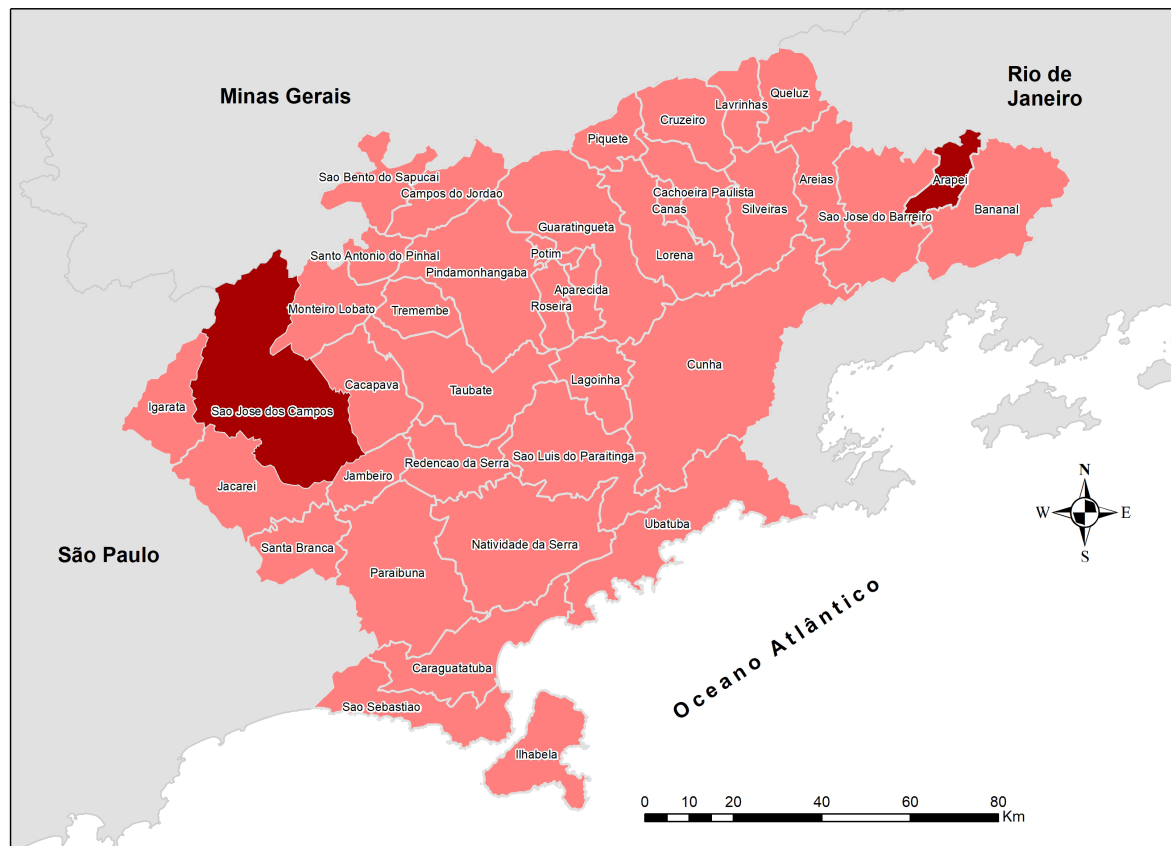 Minas Gerais
Rio de
Janeiro
Queluz
Lavrinhas
Cruzeiro
Piquete
Sao Bento do Sapucai
Campos do Jordao
Areias
Arapei
Cachoeira Paulista
Canas
Silveiras
Sao Jose do Barreiro
Bananal
Guaratingueta
Santo Antonio do Pinhal
Potim
Lorena
Pindamonhangaba
Aparecida
Roseira
Monteiro Lobato
Tremembe
Cunha
Cacapava
Taubate
Lagoinha
Igarata
Sao Jose dos Campos
Sao Luis do Paraitinga
Redencao da Serra
Jambeiro
Jacarei
N
W
E
S
Ubatuba
Santa Branca
Natividade da Serra
São Paulo
Paraibuna
Oceano Atlântico
Caraguatatuba
Sao Sebastiao
Ilhabela
0 10 20 40 60 80
Km